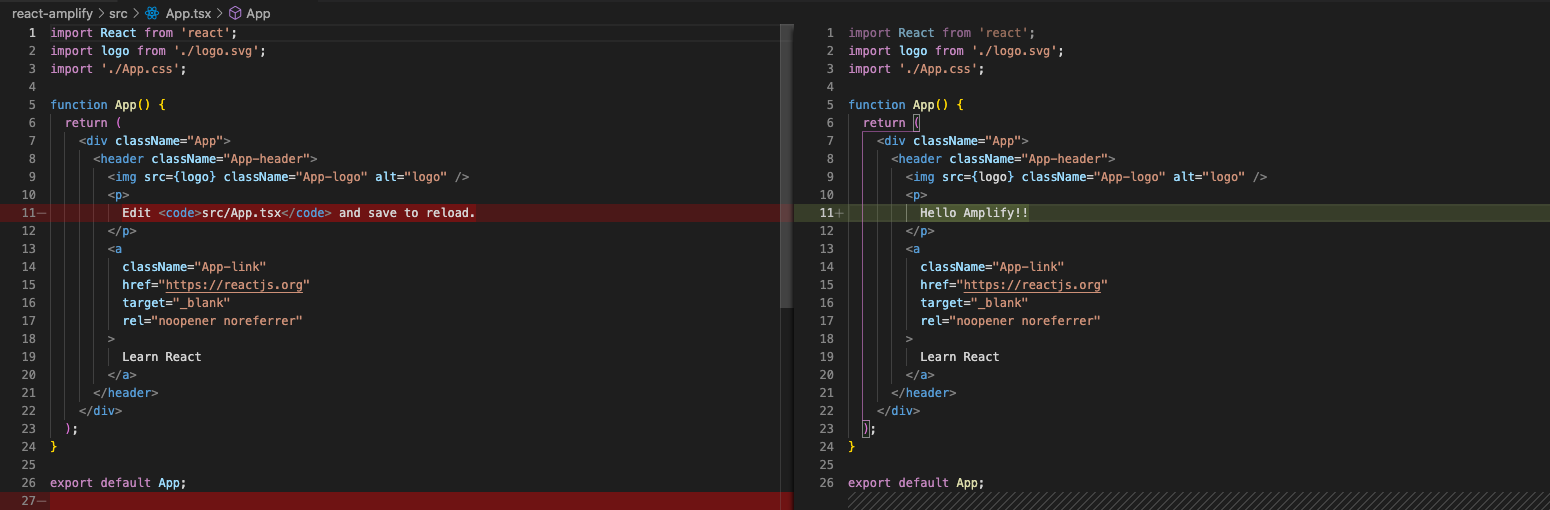 react-amplify > src > App.tsx > App
1 import React from 'react';
2 import logo from './logo.svg';
3 import './App.css';
4
5 function App() {
6   return (
7     <div className="App">
8       <header className="App-header">
9         <img src={logo} className="App-logo" alt="logo" />
10         <p>
11—           Edit <code>src/App.tsx</code> and save to reload.
12         </p>
13         <a
14           className="App-link"
15           href="https://reactjs.org"
16           target="_blank"
17           rel="noopener noreferrer"
18         >
19           Learn React
20         </a>
21       </header>
22     </div>
23   );
24 }
25
26 export default App;
27—
1 import React from 'react';
2 import logo from './logo.svg';
3 import './App.css';
4
5 function App() {
6   return (
7     <div className="App">
8       <header className="App-header">
9         <img src={logo} className="App-logo" alt="logo" />
10         <p>
11+           Hello Amplify!!
12         </p>
13         <a
14           className="App-link"
15           href="https://reactjs.org"
16           target="_blank"
17           rel="noopener noreferrer"
18         >
19           Learn React
20         </a>
21       </header>
22     </div>
23   );
24 }
25
26 export default App;